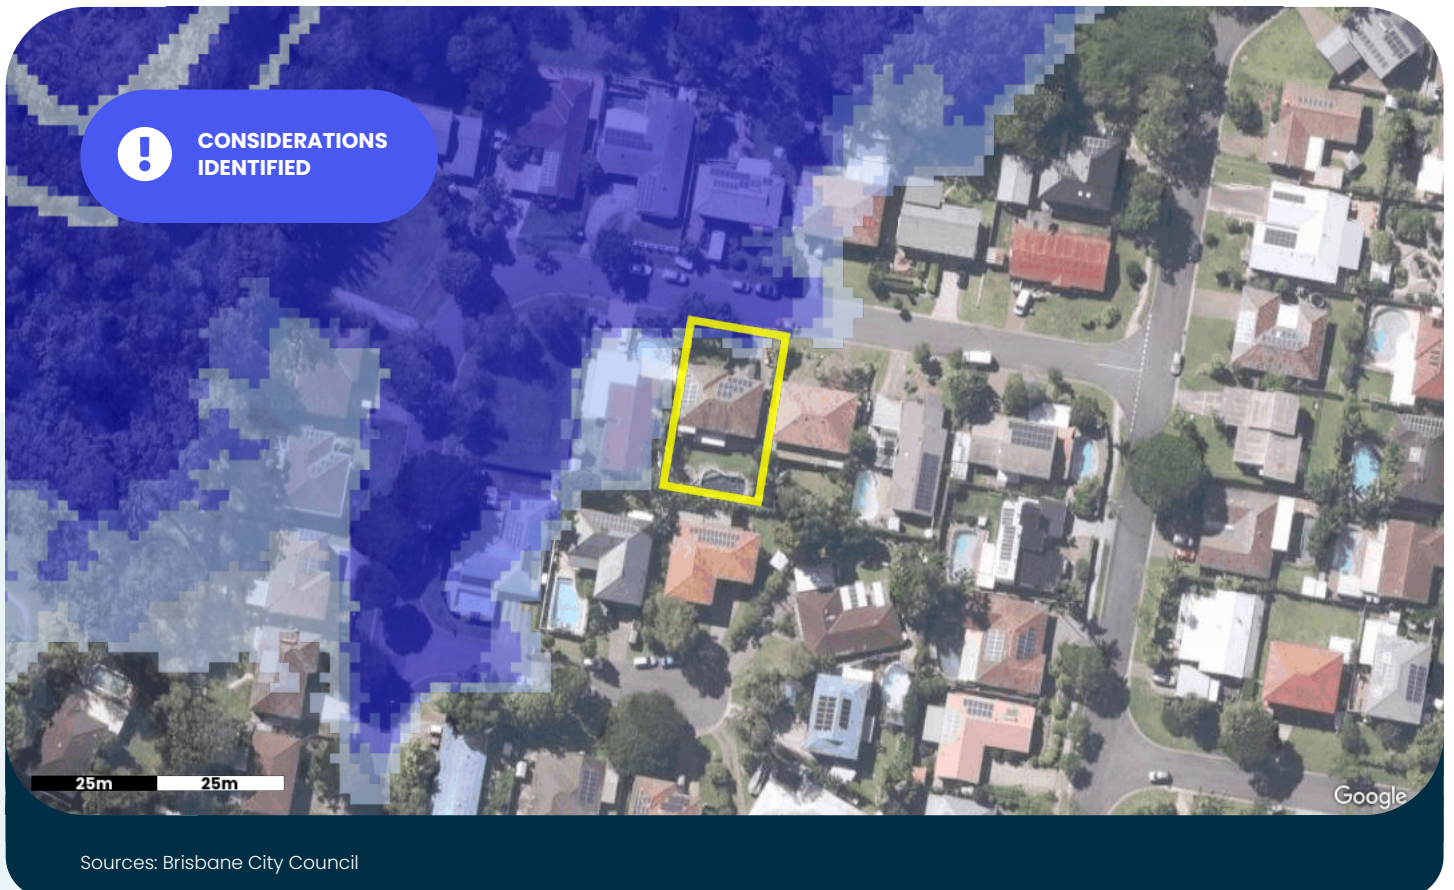 CONSIDERATIONS
IDENTIFIED
25m 25m
Google
Sources: Brisbane City Council